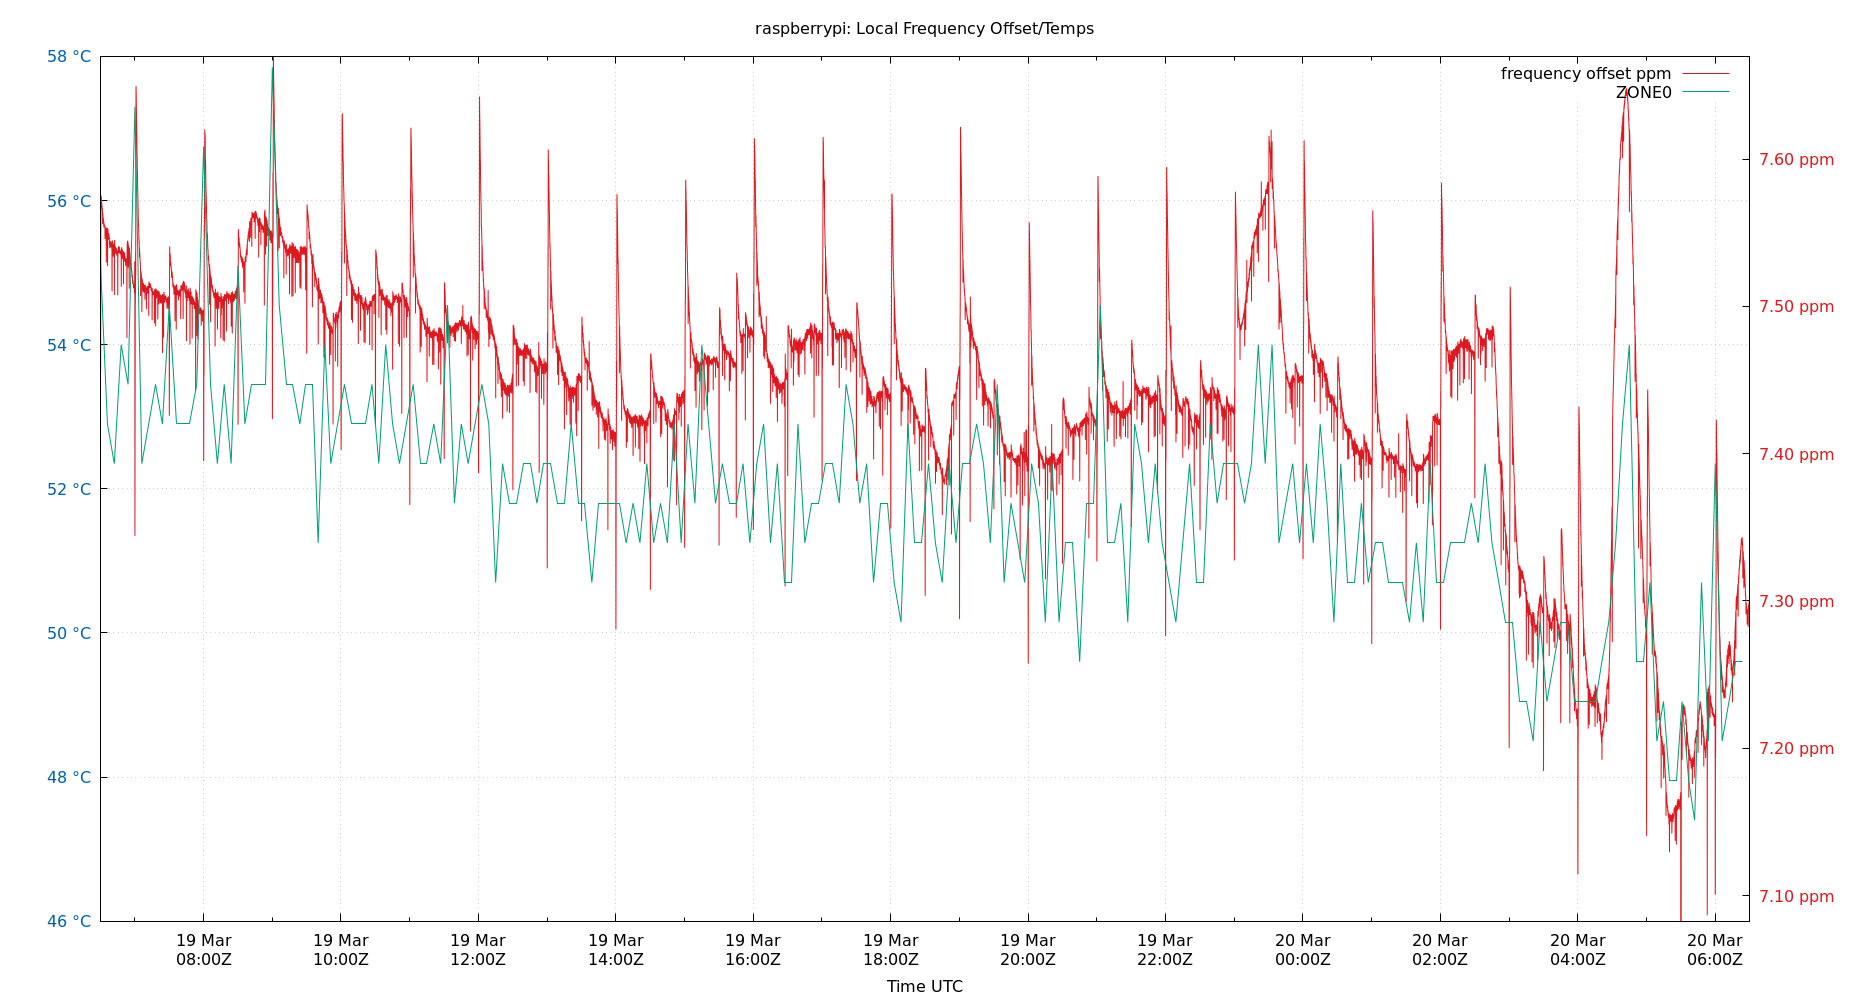 raspberrypi: Local Frequency Offset/Temps
frequency offset ppm
ZONE0
58 °C
56 °C
54 °C
52 °C
50 °C
48 °C
46 °C
7.60 ppm
7.50 ppm
7.40 ppm
7.30 ppm
7.20 ppm
7.10 ppm
19 Mar
08:00Z
19 Mar
10:00Z
19 Mar
12:00Z
19 Mar
14:00Z
19 Mar
16:00Z
19 Mar
18:00Z
19 Mar
20:00Z
19 Mar
22:00Z
20 Mar
00:00Z
20 Mar
02:00Z
20 Mar
04:00Z
20 Mar
06:00Z
Time UTC